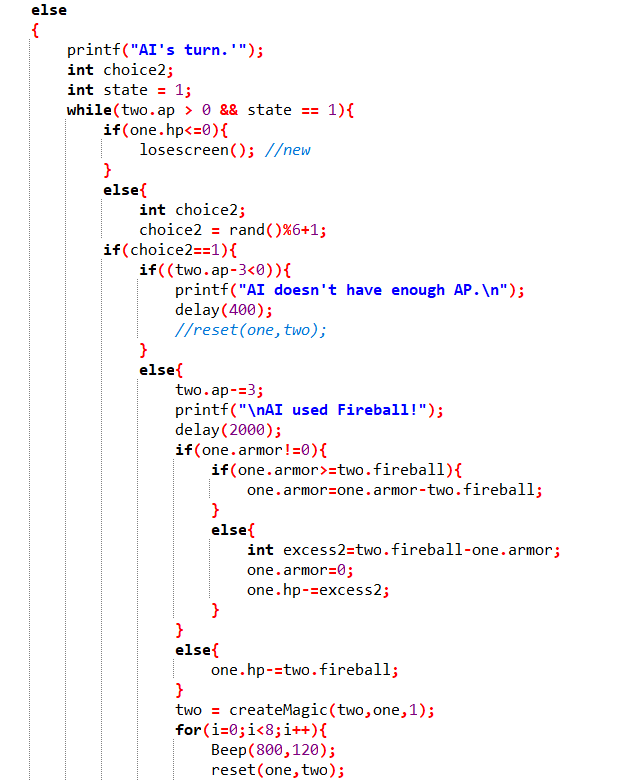 else
{
printf("AI's turn.'");
int choice2;
int state = 1;
while(two.ap > 0 && state == 1){
if(one.hp<=0){
losescreen(); //new
}
else{
int choice2;
choice2 = rand()%6+1;
if(choice2==1){
if((two.ap-3<0)){
printf("AI doesn't have enough AP.\n");
delay(400);
//reset(one,two);
}
else{
two.ap-=3;
printf("\nAI used Fireball!");
delay(2000);
if(one.armor!=0){
if(one.armor>=two.fireball){
one.armor=one.armor-two.fireball;
}
else{
int excess2=two.fireball-one.armor;
one.armor=0;
one.hp-=excess2;
}
}
else{
one.hp-=two.fireball;
}
two = createMagic(two,one,1);
for(i=0;i<8;i++){
Beep(800,120);
reset(one,two);